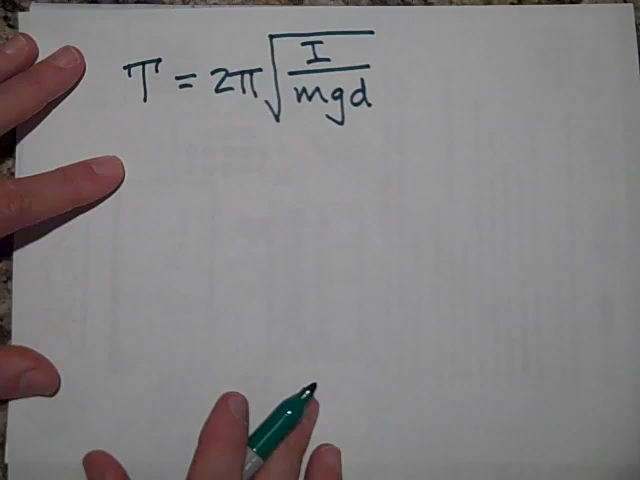 T = 2π√(I/mgd)